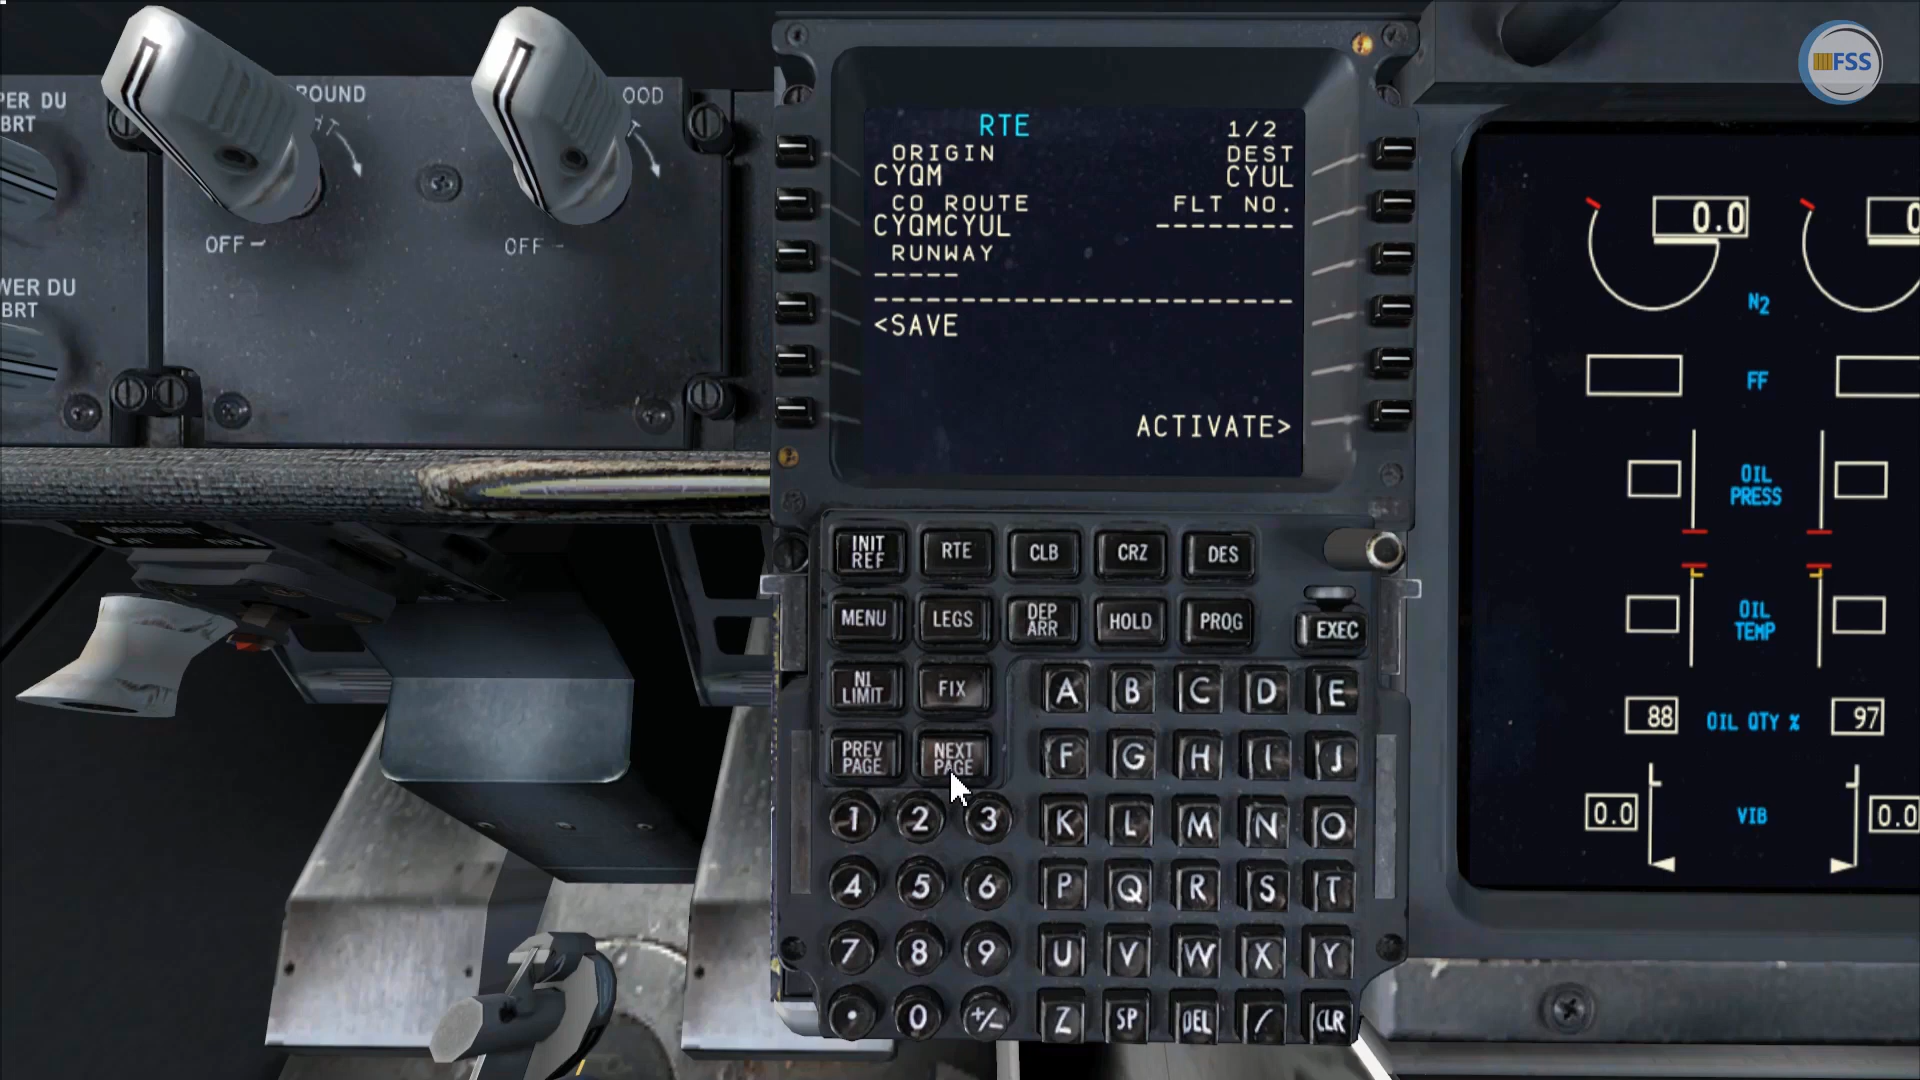 FSS
PER DU
BRT
ROUND
OOD
OFF
OFF
WER DU
BRT
RTE 1/2
ORIGIN DEST
CYQM CYUL
CO ROUTE FLT NO.
CYQMCYUL --------
RUNWAY
-----
-------------------------
<SAVE
ACTIVATE>
INIT REF
RTE
CLB
CRZ
DES
MENU
LEGS
DEP ARR
HOLD
PROG
EXEC
N1 LIMIT
FIX
A B C D E
PREV PAGE
NEXT PAGE
F G H I J
1 2 3 K L M N O
4 5 6 P Q R S T
7 8 9 U V W X Y
. 0 +/- Z SP DEL / CLR
0.0 0
N2
FF
OIL
PRESS
OIL
TEMP
88 OIL QTY % 97
0.0 VIB 0.0